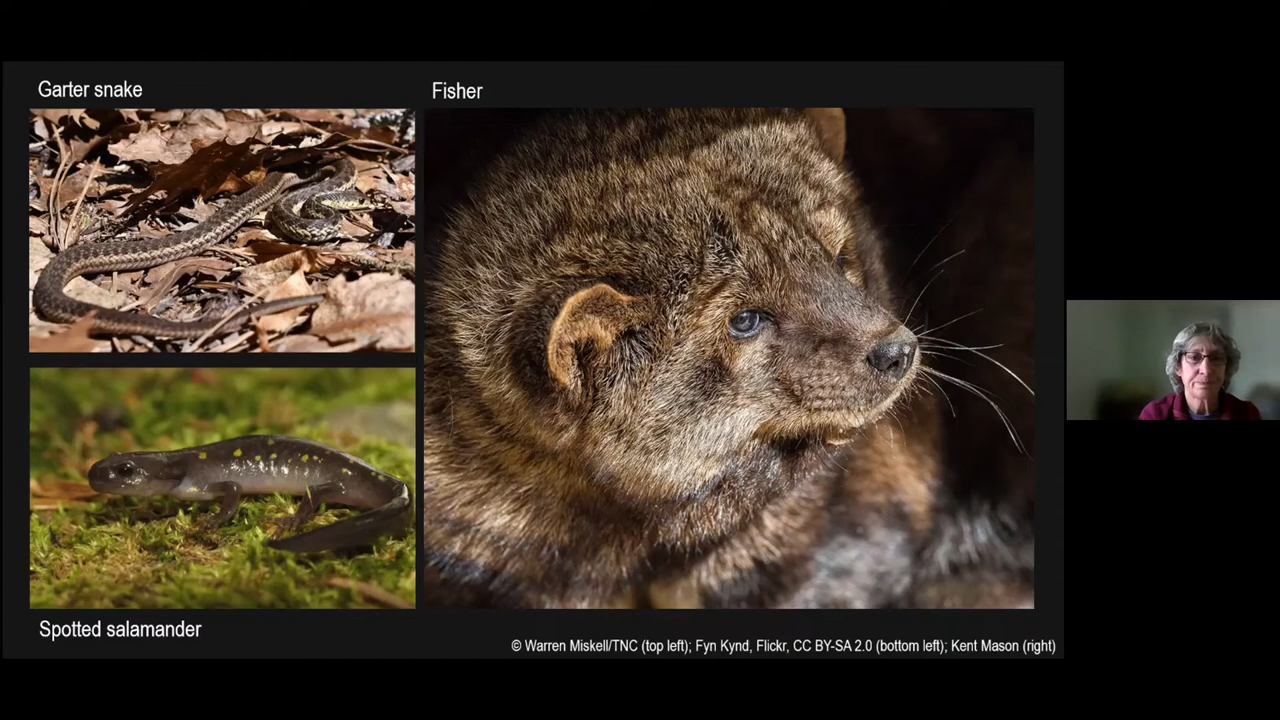 Garter snake
Fisher
Spotted salamander
© Warren Miskell/TNC (top left); Fyn Kynd, Flickr, CC BY-SA 2.0 (bottom left); Kent Mason (right)